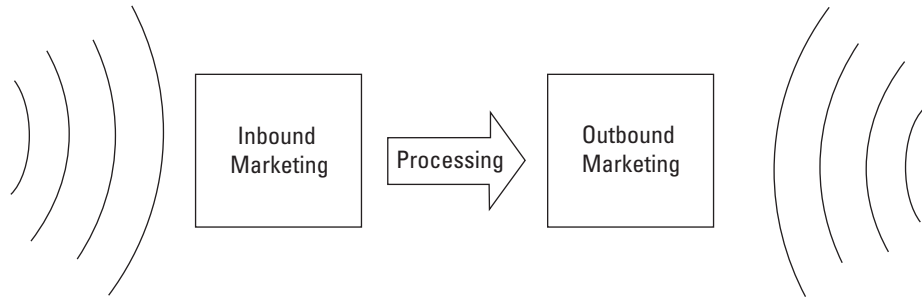 Inbound
Marketing
Processing
Outbound
Marketing